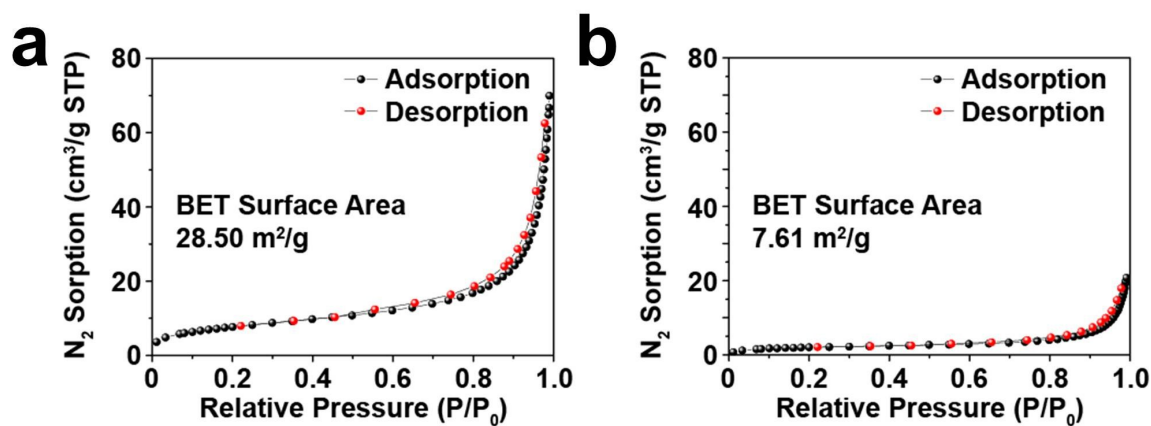 a
N₂ Sorption (cm³/g STP)
80
60
40
20
0
Adsorption
Desorption
BET Surface Area
28.50 m²/g
0 0.2 0.4 0.6 0.8 1.0
Relative Pressure (P/P₀)
b
N₂ Sorption (cm³/g STP)
80
60
40
20
0
Adsorption
Desorption
BET Surface Area
7.61 m²/g
0 0.2 0.4 0.6 0.8 1.0
Relative Pressure (P/P₀)